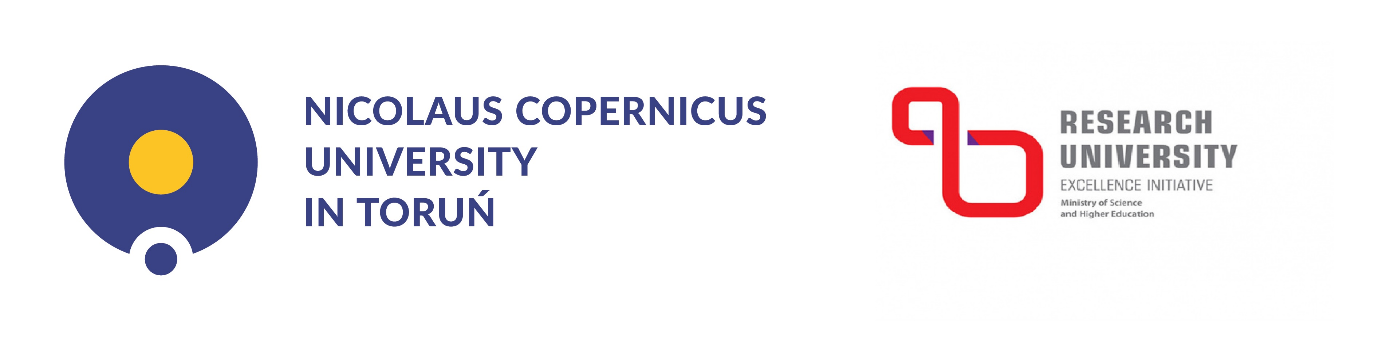 NICOLAUS COPERNICUS
UNIVERSITY
IN TORUŃ
RESEARCH
UNIVERSITY
EXCELLENCE INITIATIVE
Ministry of Science
and Higher Education